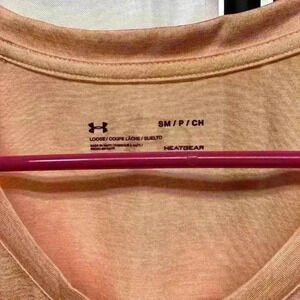 SM / P / CH
LOOSE / COUPE LÂCHE / SUELTO
HEATGEAR